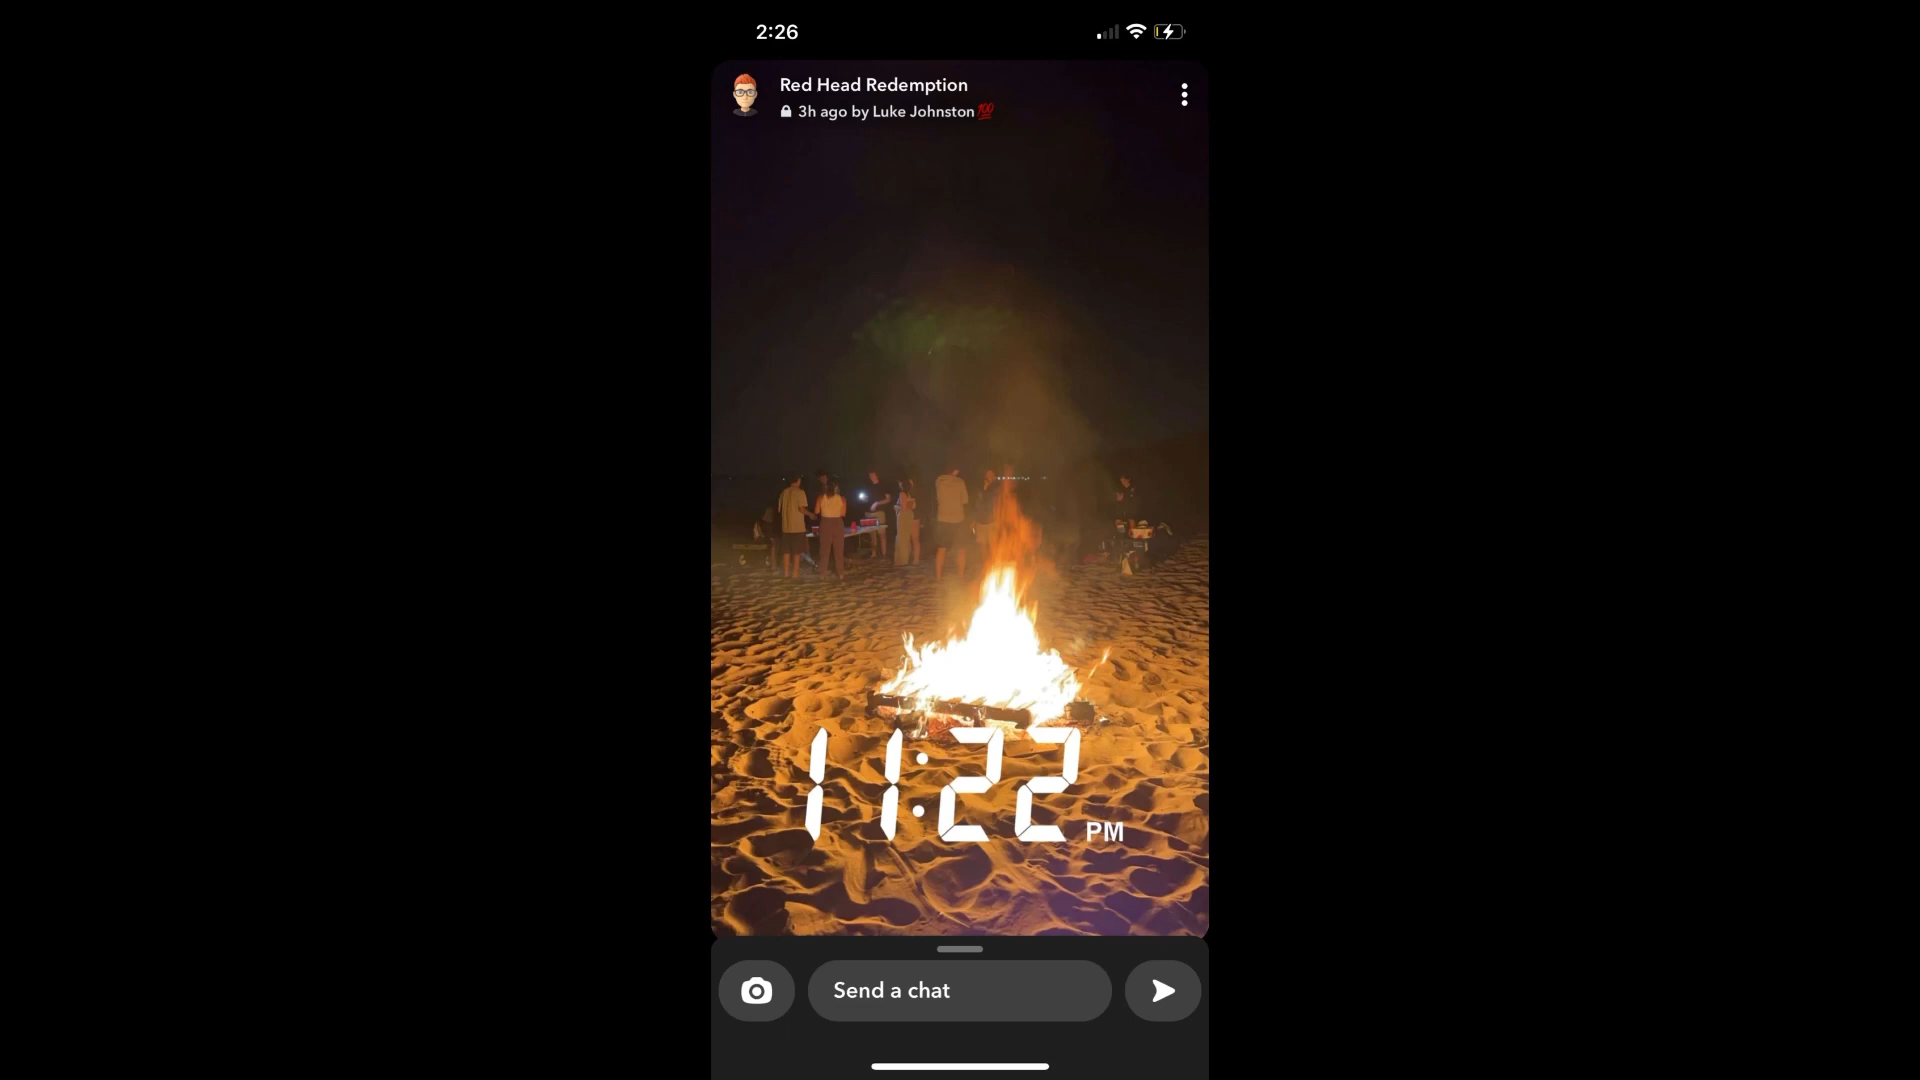 2:26
Red Head Redemption
3h ago by Luke Johnston 💯
11:22 PM
Send a chat